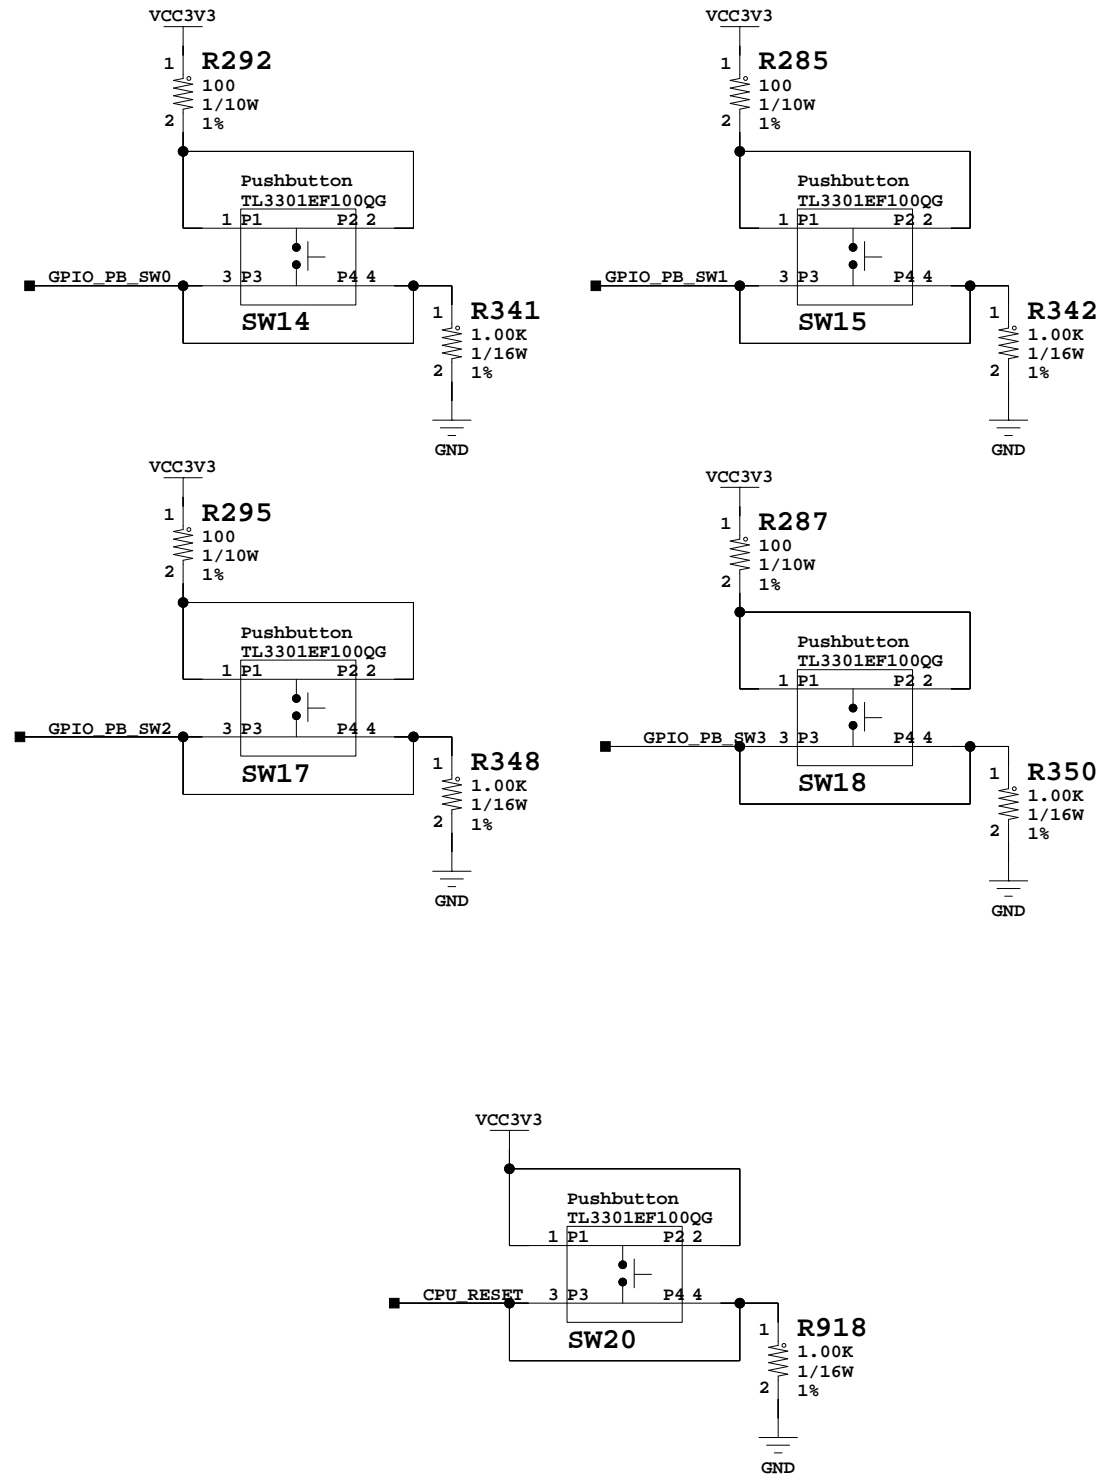 VCC3V3
1 R292
100
1/10W
2 1%
Pushbutton
TL3301EF100QG
1 P1 P2 2
GPIO_PB_SW0 3 P3 P4 4
SW14
1 R341
1.00K
1/16W
2 1%
GND
VCC3V3
1 R285
100
1/10W
2 1%
Pushbutton
TL3301EF100QG
1 P1 P2 2
GPIO_PB_SW1 3 P3 P4 4
SW15
1 R342
1.00K
1/16W
2 1%
GND
VCC3V3
1 R295
100
1/10W
2 1%
Pushbutton
TL3301EF100QG
1 P1 P2 2
GPIO_PB_SW2 3 P3 P4 4
SW17
1 R348
1.00K
1/16W
2 1%
GND
VCC3V3
1 R287
100
1/10W
2 1%
Pushbutton
TL3301EF100QG
1 P1 P2 2
GPIO_PB_SW3 3 P3 P4 4
SW18
1 R350
1.00K
1/16W
2 1%
GND
VCC3V3
Pushbutton
TL3301EF100QG
1 P1 P2 2
CPU_RESET 3 P3 P4 4
SW20
1 R918
1.00K
1/16W
2 1%
GND